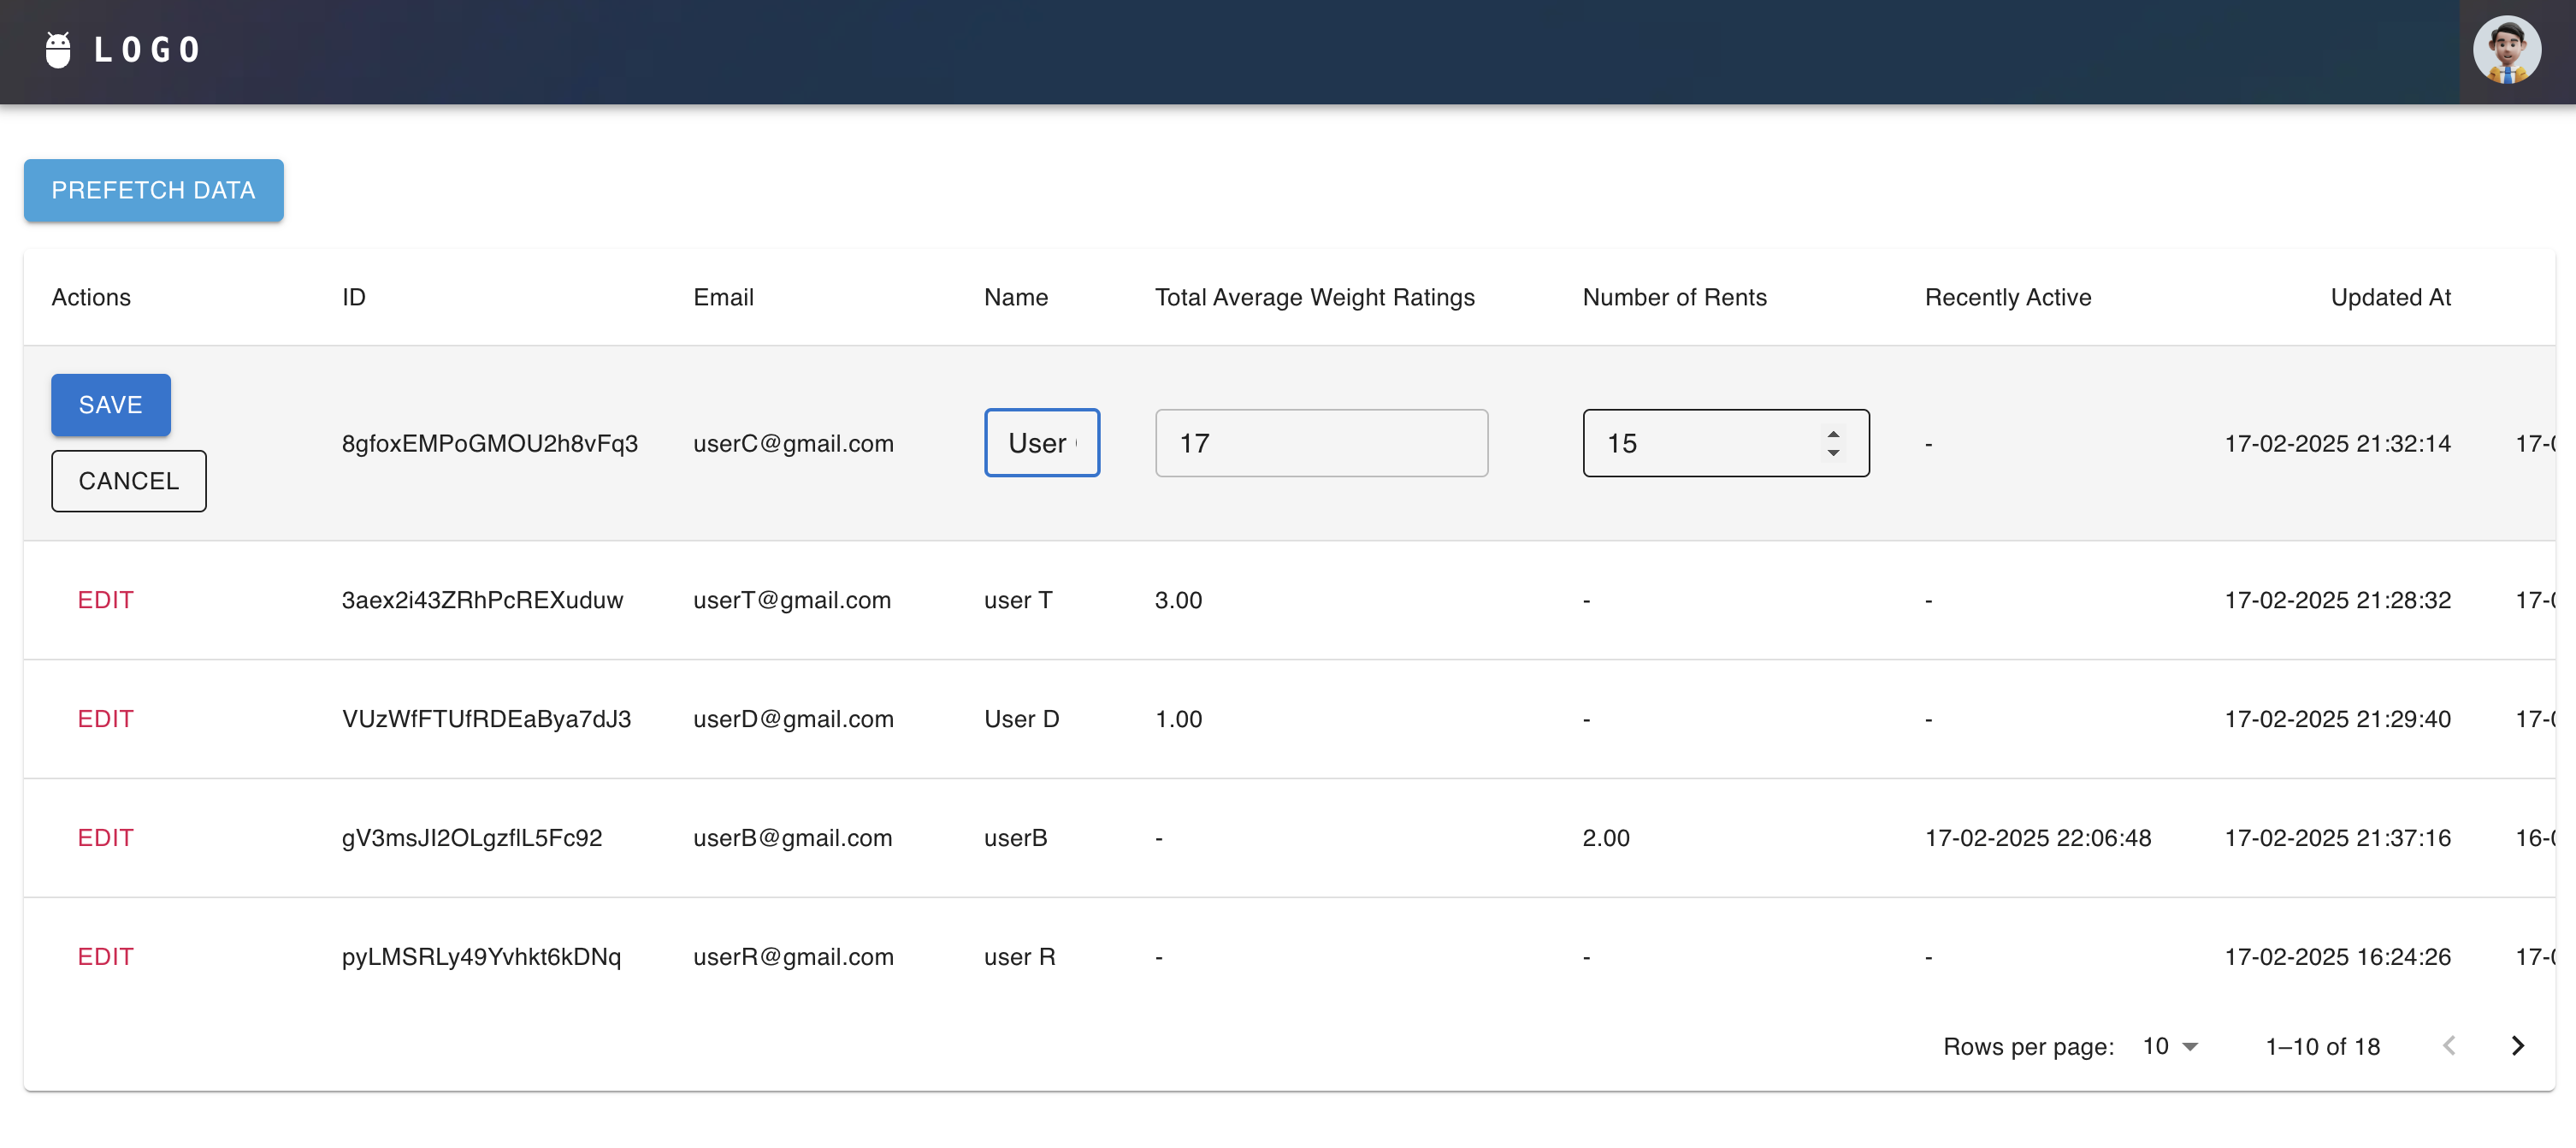 LOGO
PREFETCH DATA
Actions ID Email Name Total Average Weight Ratings Number of Rents Recently Active Updated At
SAVE
8gfoxEMPoGMOU2h8vFq3 userC@gmail.com User 17 15 - 17-02-2025 21:32:14 17-
CANCEL
EDIT 3aex2i43ZRhPcREXuduw userT@gmail.com user T 3.00 - - 17-02-2025 21:28:32 17-
EDIT VUzWfFTUfRDEaBya7dJ3 userD@gmail.com User D 1.00 - - 17-02-2025 21:29:40 17-
EDIT gV3msJI2OLgzflL5Fc92 userB@gmail.com userB - 2.00 17-02-2025 22:06:48 17-02-2025 21:37:16 16-
EDIT pyLMSRLy49Yvhkt6kDNq userR@gmail.com user R - - - 17-02-2025 16:24:26 17-
Rows per page: 10 1–10 of 18